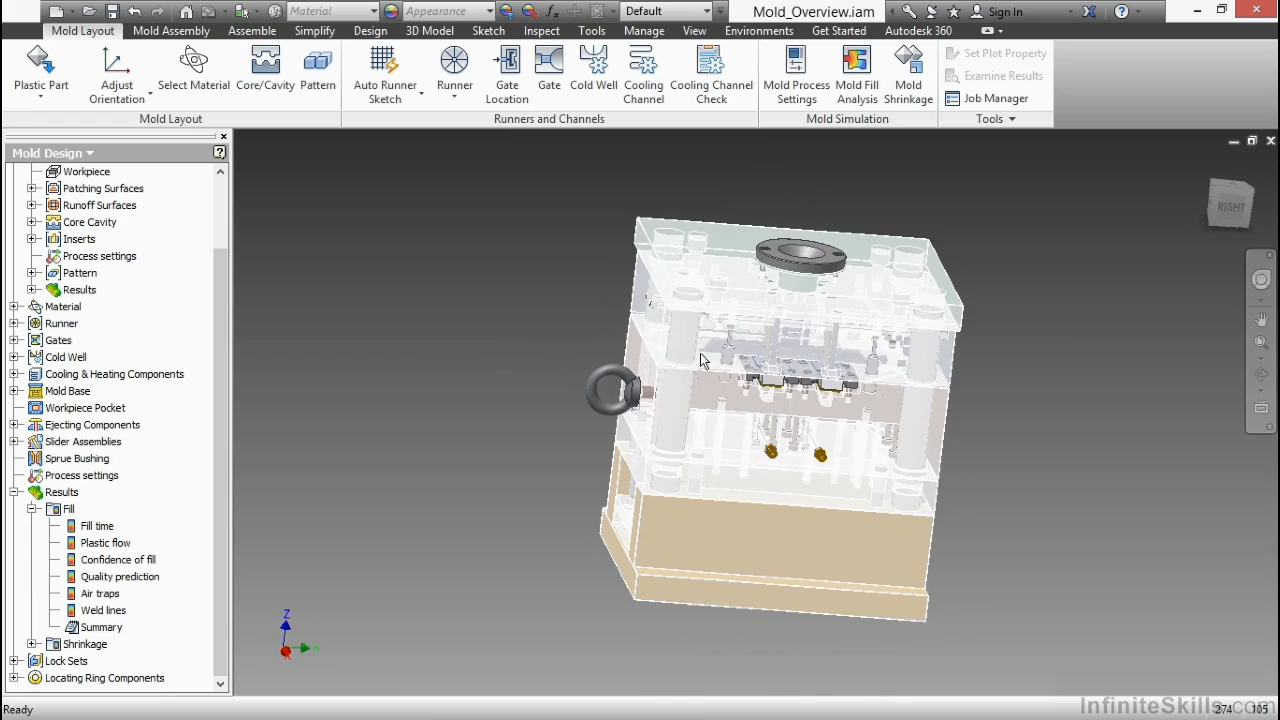 Material
Appearance
Default
Mold_Overview.iam
Sign In
Mold Layout
Mold Assembly
Assemble
Simplify
Design
3D Model
Sketch
Inspect
Tools
Manage
View
Environments
Get Started
Autodesk 360
Plastic Part
Adjust Orientation
Select Material
Core/Cavity
Pattern
Auto Runner Sketch
Runner
Gate Location
Gate
Cold Well
Cooling Channel
Cooling Channel Check
Mold Process Settings
Mold Fill Analysis
Mold Shrinkage
Set Plot Property
Examine Results
Job Manager
Mold Layout
Runners and Channels
Mold Simulation
Tools
Mold Design
Workpiece
Patching Surfaces
Runoff Surfaces
Core Cavity
Inserts
Process settings
Pattern
Results
Material
Runner
Gates
Cold Well
Cooling & Heating Components
Mold Base
Workpiece Pocket
Ejecting Components
Slider Assemblies
Sprue Bushing
Process settings
Results
Fill
Fill time
Plastic flow
Confidence of fill
Quality prediction
Air traps
Weld lines
Summary
Shrinkage
Lock Sets
Locating Ring Components
RIGHT
Z
Ready
InfiniteSkills.com
274
105